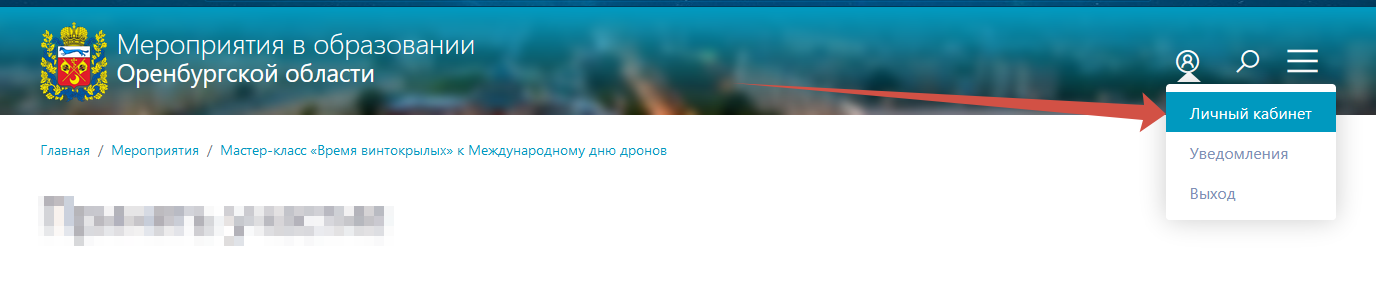 Мероприятия в образовании
Оренбургской области
Личный кабинет
Уведомления
Выход
Главная / Мероприятия / Мастер-класс «Время винтокрылых» к Международному дню дронов